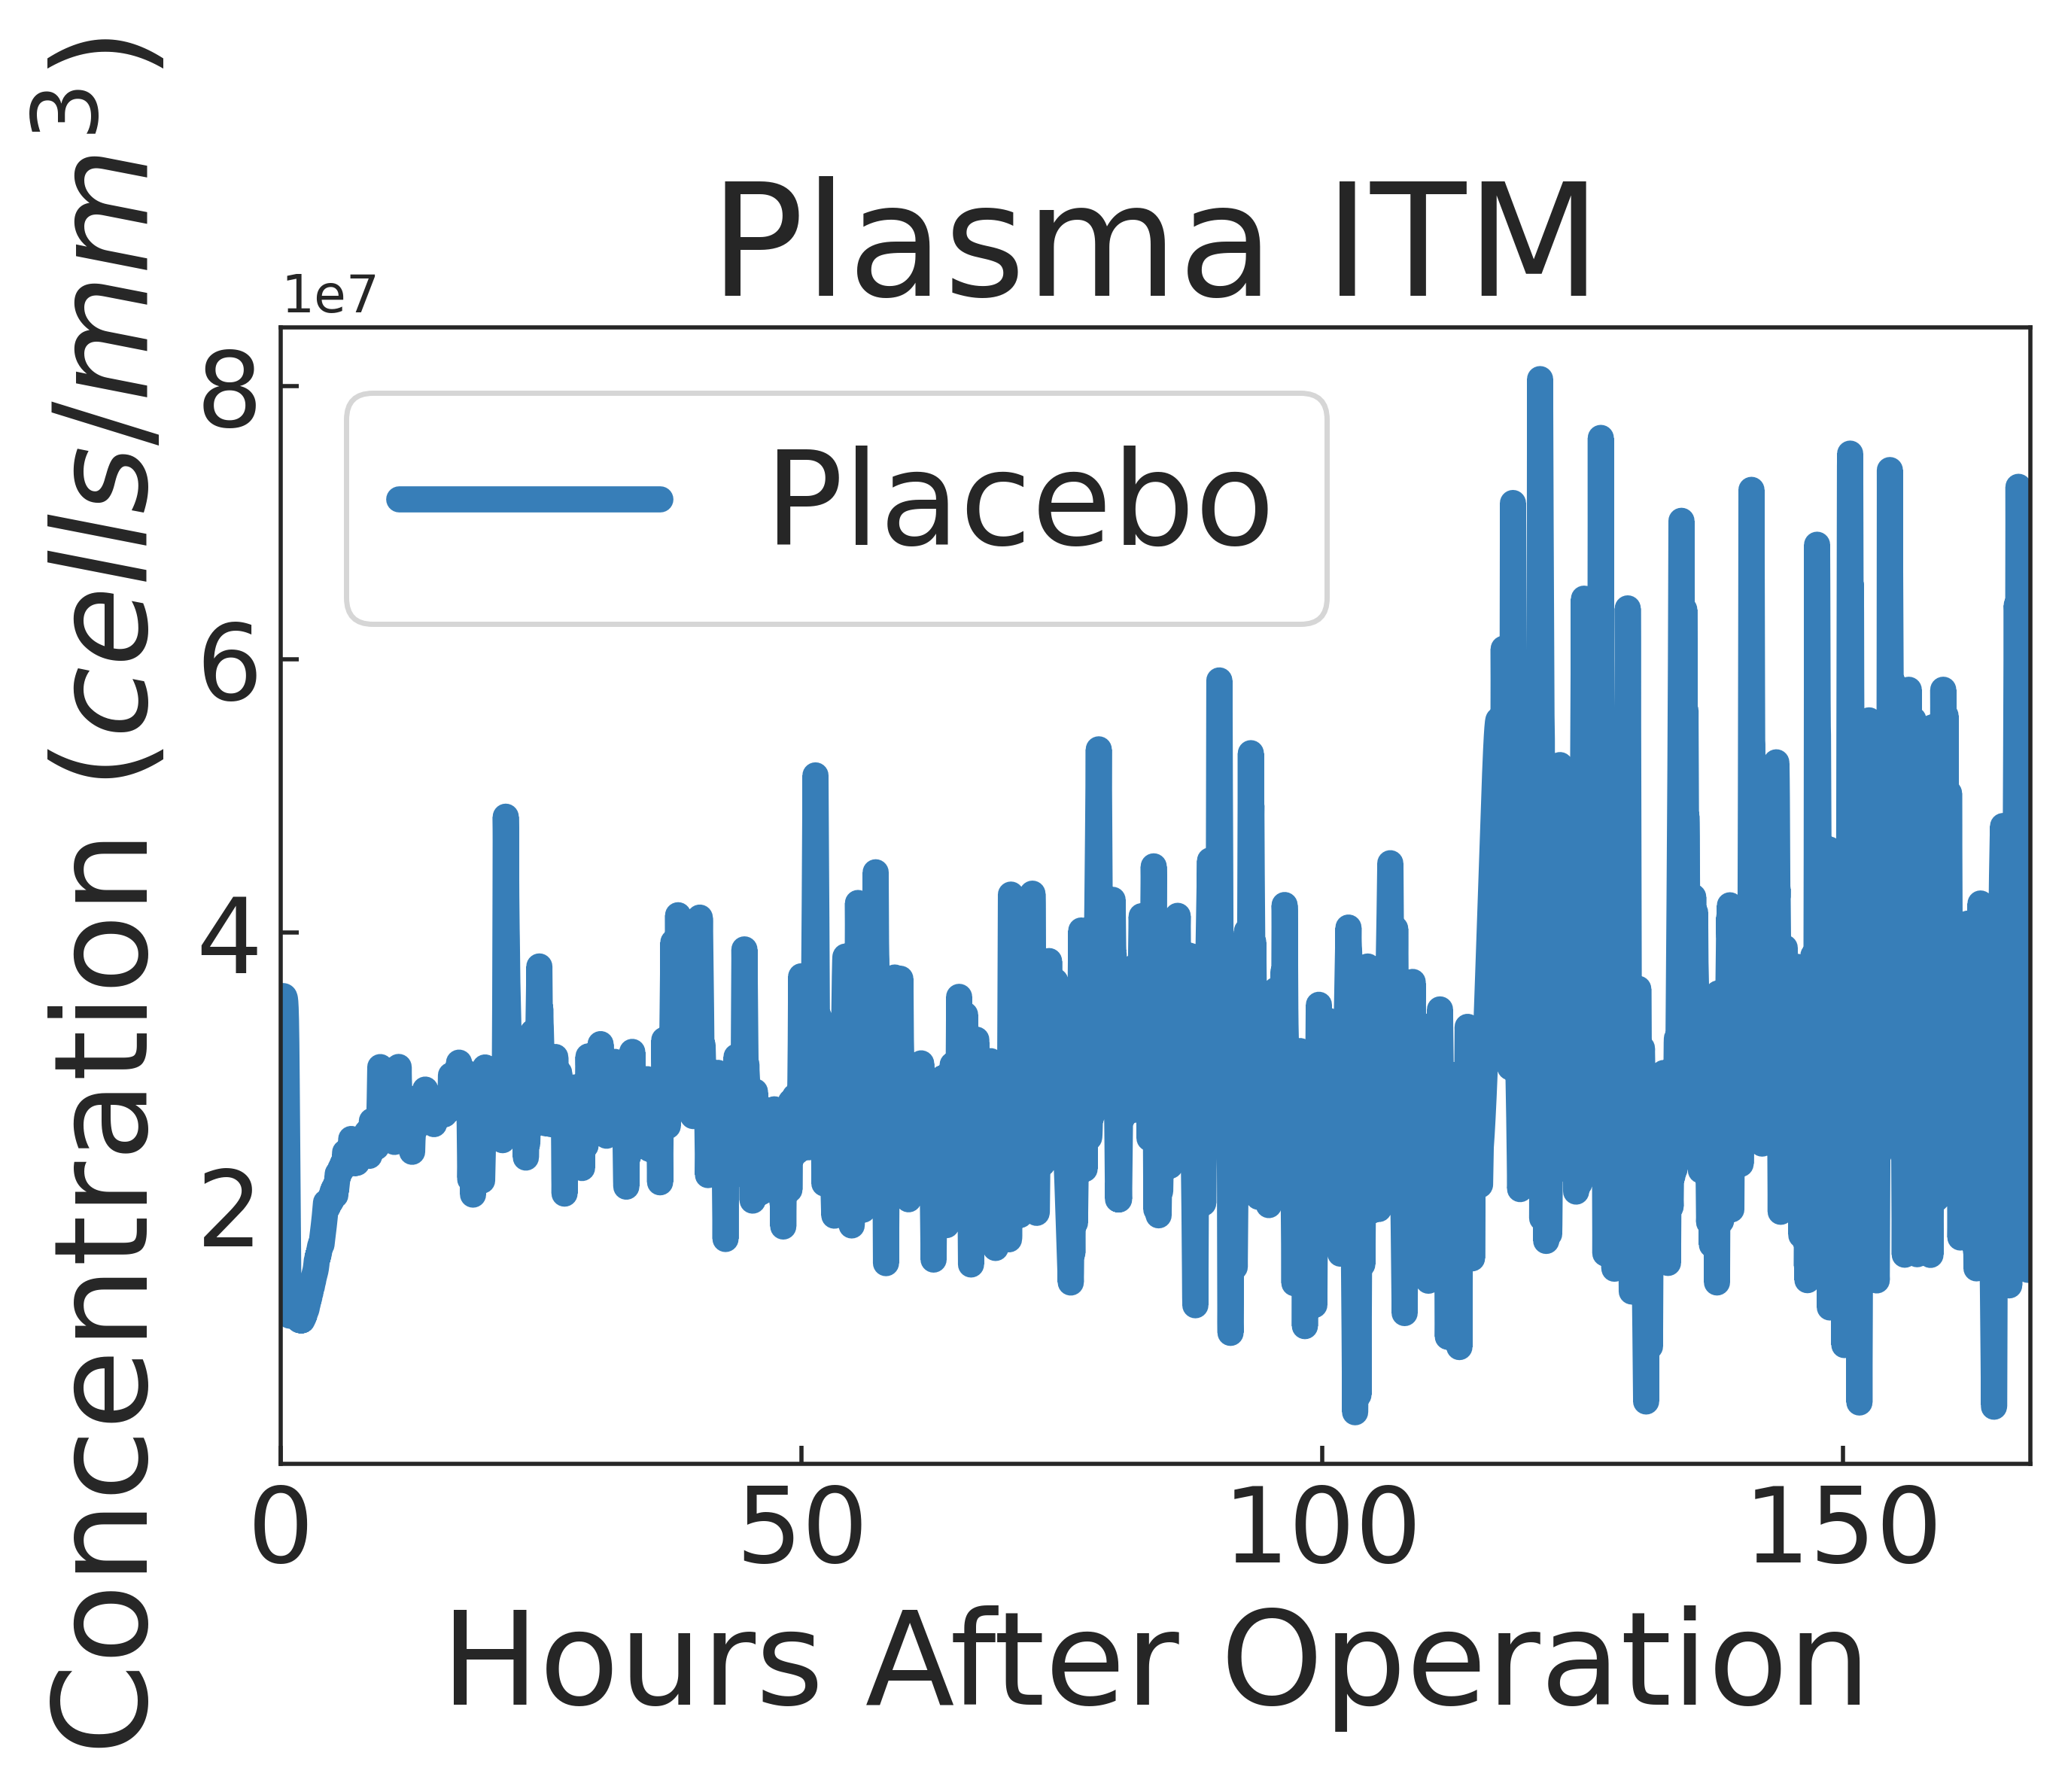 Plasma ITM
1e7
Concentration (cells/mm³)
8
6
4
2
Placebo
0 50 100 150
Hours After Operation